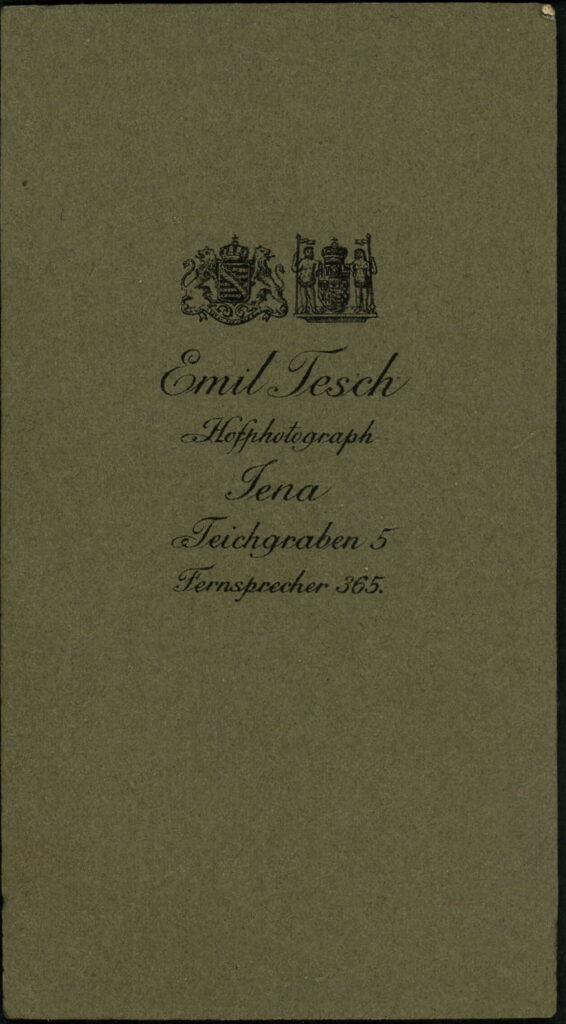 Emil Tesch
Hofphotograph
Jena
Teichgraben 5
Fernsprecher 365.